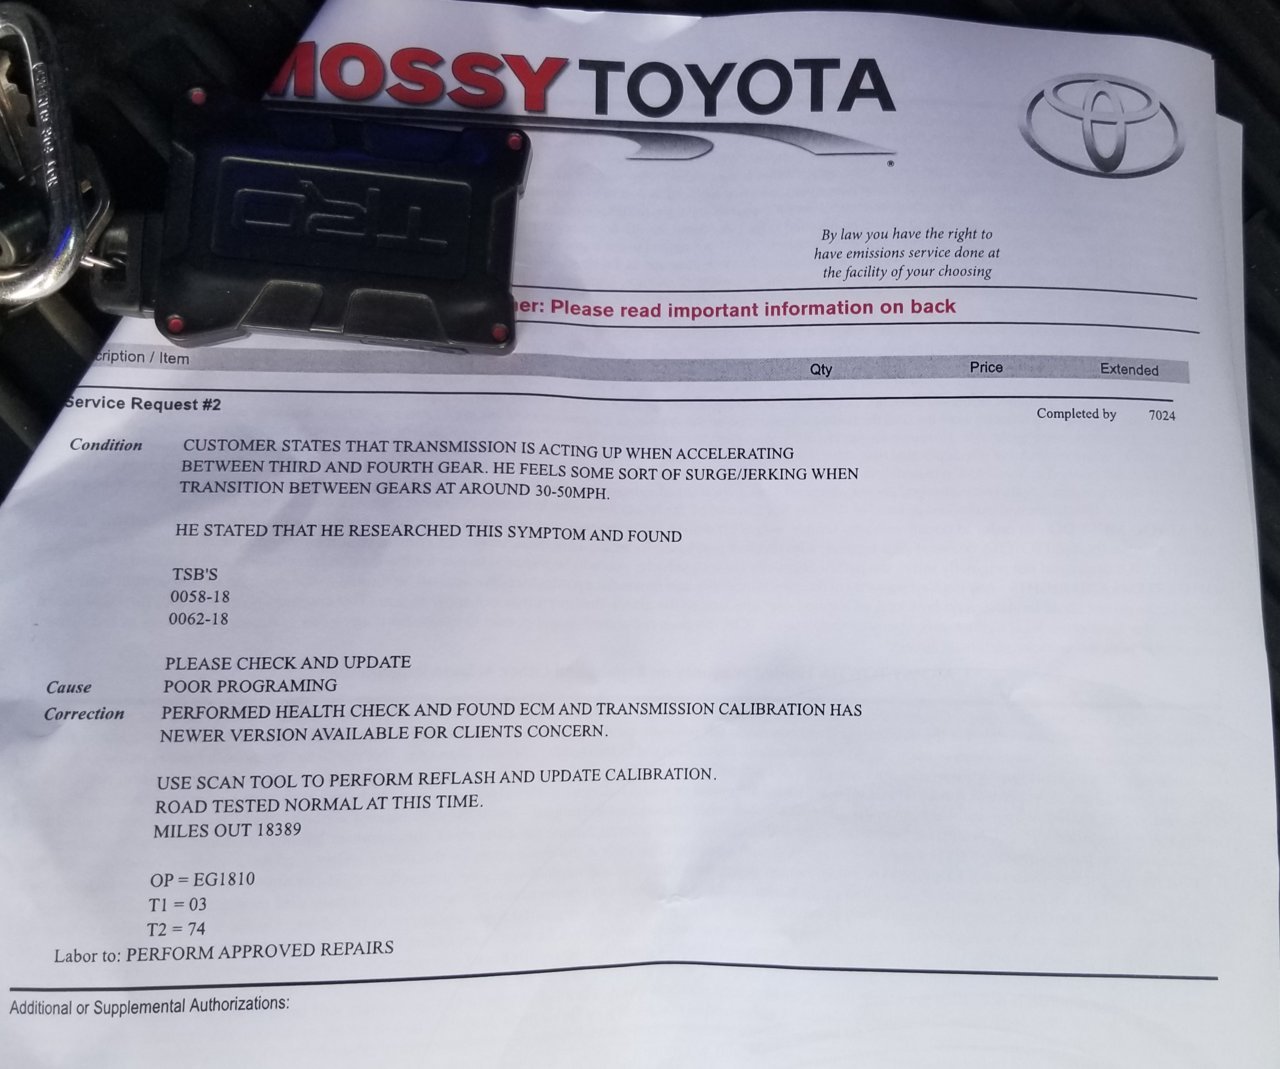 MOSSY TOYOTA
TRD
By law you have the right to
have emissions service done at
the facility of your choosing
er: Please read important information on back
cription / Item Qty Price Extended
Service Request #2
Completed by 7024
Condition CUSTOMER STATES THAT TRANSMISSION IS ACTING UP WHEN ACCELERATING
BETWEEN THIRD AND FOURTH GEAR. HE FEELS SOME SORT OF SURGE/JERKING WHEN
TRANSITION BETWEEN GEARS AT AROUND 30-50MPH.
HE STATED THAT HE RESEARCHED THIS SYMPTOM AND FOUND
TSB'S
0058-18
0062-18
PLEASE CHECK AND UPDATE
Cause POOR PROGRAMING
Correction PERFORMED HEALTH CHECK AND FOUND ECM AND TRANSMISSION CALIBRATION HAS
NEWER VERSION AVAILABLE FOR CLIENTS CONCERN.
USE SCAN TOOL TO PERFORM REFLASH AND UPDATE CALIBRATION.
ROAD TESTED NORMAL AT THIS TIME.
MILES OUT 18389
OP = EG1810
T1 = 03
T2 = 74
Labor to: PERFORM APPROVED REPAIRS
Additional or Supplemental Authorizations: